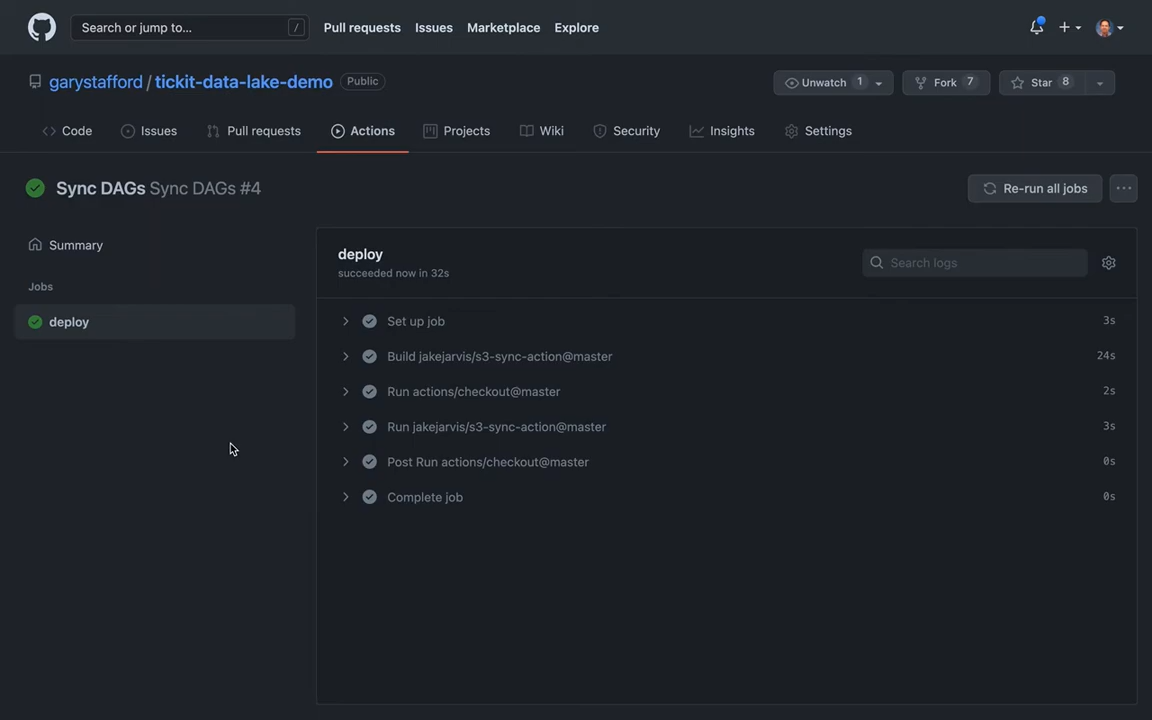 Search or jump to... / Pull requests Issues Marketplace Explore
garystafford / tickit-data-lake-demo Public Unwatch 1 Fork 7 Star 8
Code Issues Pull requests Actions Projects Wiki Security Insights Settings
Sync DAGs Sync DAGs #4 Re-run all jobs
Summary
Jobs
deploy
deploy
succeeded now in 32s
Search logs
Set up job 3s
Build jakejarvis/s3-sync-action@master 24s
Run actions/checkout@master 2s
Run jakejarvis/s3-sync-action@master 3s
Post Run actions/checkout@master 0s
Complete job 0s